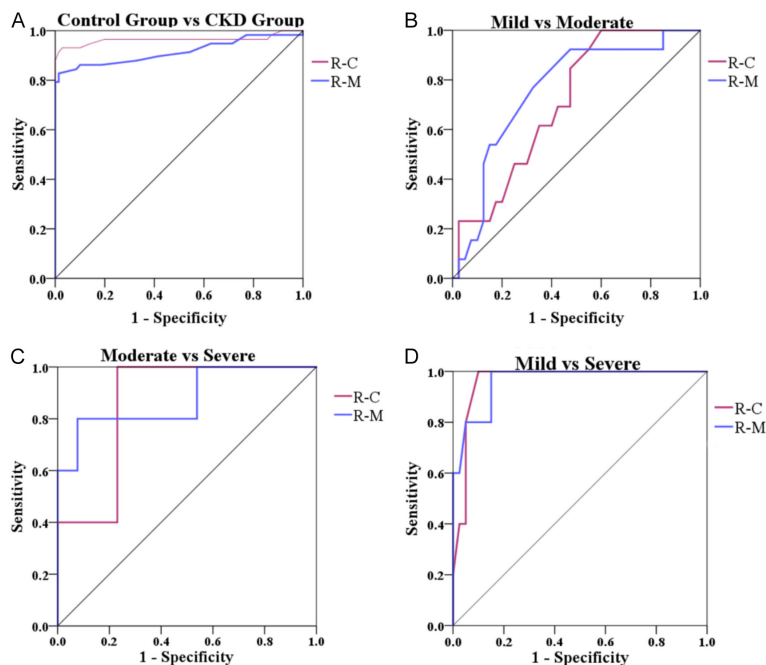 A
Control Group vs CKD Group
1.0
0.8
0.6
0.4
0.2
0.0
0.0 0.2 0.4 0.6 0.8 1.0
Sensitivity
1 - Specificity
R-C
R-M
B
Mild vs Moderate
1.0
0.8
0.6
0.4
0.2
0.0
0.0 0.2 0.4 0.6 0.8 1.0
Sensitivity
1 - Specificity
R-C
R-M
C
Moderate vs Severe
1.0
0.8
0.6
0.4
0.2
0.0
0.0 0.2 0.4 0.6 0.8 1.0
Sensitivity
1 - Specificity
R-C
R-M
D
Mild vs Severe
1.0
0.8
0.6
0.4
0.2
0.0
0.0 0.2 0.4 0.6 0.8 1.0
Sensitivity
1 - Specificity
R-C
R-M